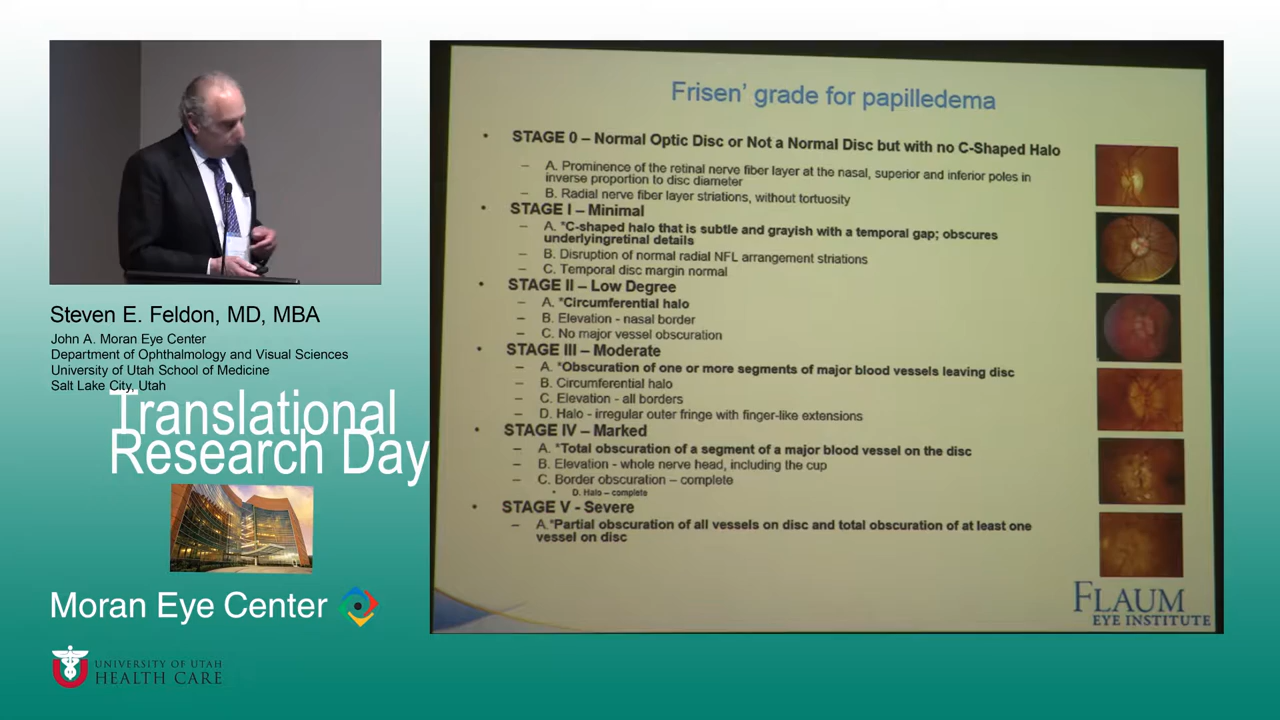 Steven E. Feldon, MD, MBA
John A. Moran Eye Center
Department of Ophthalmology and Visual Sciences
University of Utah School of Medicine
Salt Lake City, Utah
Translational
Research Day
Moran Eye Center
UNIVERSITY OF UTAH
HEALTH CARE
Frisen' grade for papilledema
• STAGE 0 – Normal Optic Disc or Not a Normal Disc but with no C-Shaped Halo
– A. Prominence of the retinal nerve fiber layer at the nasal, superior and inferior poles in
inverse proportion to disc diameter
– B. Radial nerve fiber layer striations, without tortuosity
• STAGE I – Minimal
– A. *C-shaped halo that is subtle and grayish with a temporal gap; obscures
underlyingretinal details
– B. Disruption of normal radial NFL arrangement striations
– C. Temporal disc margin normal
• STAGE II – Low Degree
– A. *Circumferential halo
– B. Elevation - nasal border
– C. No major vessel obscuration
• STAGE III – Moderate
– A. *Obscuration of one or more segments of major blood vessels leaving disc
– B. Circumferential halo
– C. Elevation - all borders
– D. Halo - irregular outer fringe with finger-like extensions
• STAGE IV – Marked
– A. *Total obscuration of a segment of a major blood vessel on the disc
– B. Elevation - whole nerve head, including the cup
– C. Border obscuration – complete
• D. Halo – complete
• STAGE V - Severe
– A.*Partial obscuration of all vessels on disc and total obscuration of at least one
vessel on disc
FLAUM
EYE INSTITUTE